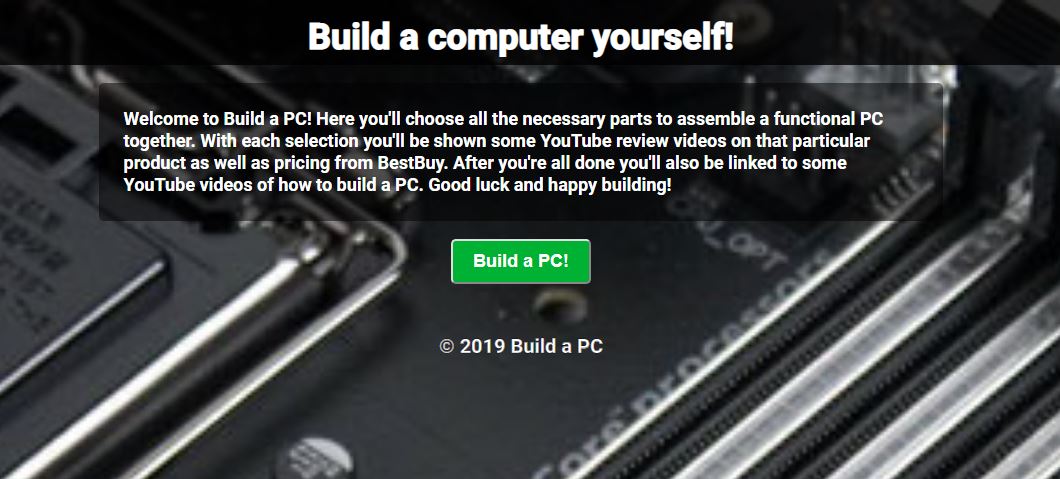 Build a computer yourself!
Welcome to Build a PC! Here you'll choose all the necessary parts to assemble a functional PC
together. With each selection you'll be shown some YouTube review videos on that particular
product as well as pricing from BestBuy. After you're all done you'll also be linked to some
YouTube videos of how to build a PC. Good luck and happy building!
_OPT
Build a PC!
© 2019 Build a PC
Core processors